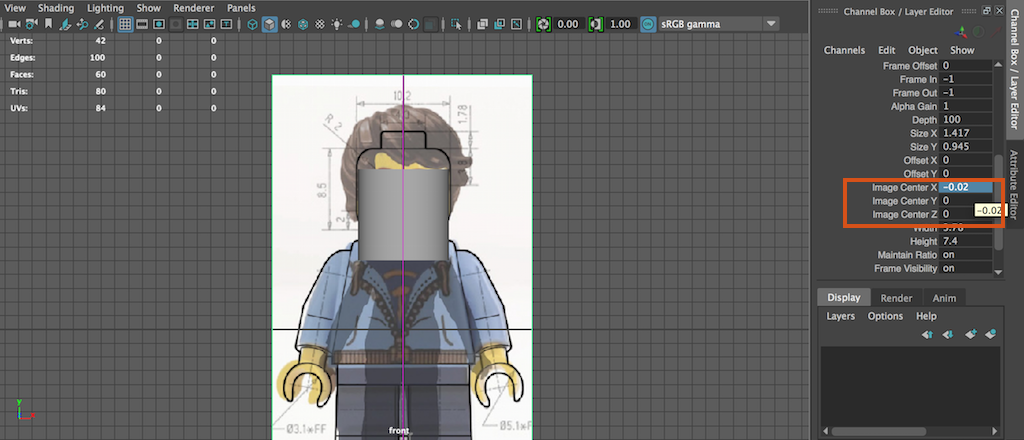 View Shading Lighting Show Renderer Panels
Channel Box / Layer Editor
0.00 1.00 ON sRGB gamma
Verts: 42 0 0
Edges: 100 0 0
Faces: 60 0 0
Tris: 80 0 0
UVs: 84 0 0
Channels Edit Object Show
Frame Offset 0
Frame In -1
Frame Out -1
Alpha Gain 1
Depth 100
Size X 1.417
Size Y 0.945
Offset X 0
Offset Y 0
Image Center X -0.02
Image Center Y 0
Image Center Z 0
-0.02
Width 5.78
Height 7.4
Maintain Ratio on
Frame Visibility on
Channel Box / Layer Editor
Attribute Editor
Display Render Anim
Layers Options Help
10.2
1.78
R 2
8.5
2
Ø3.1*FF
Ø5.1*F
front
y